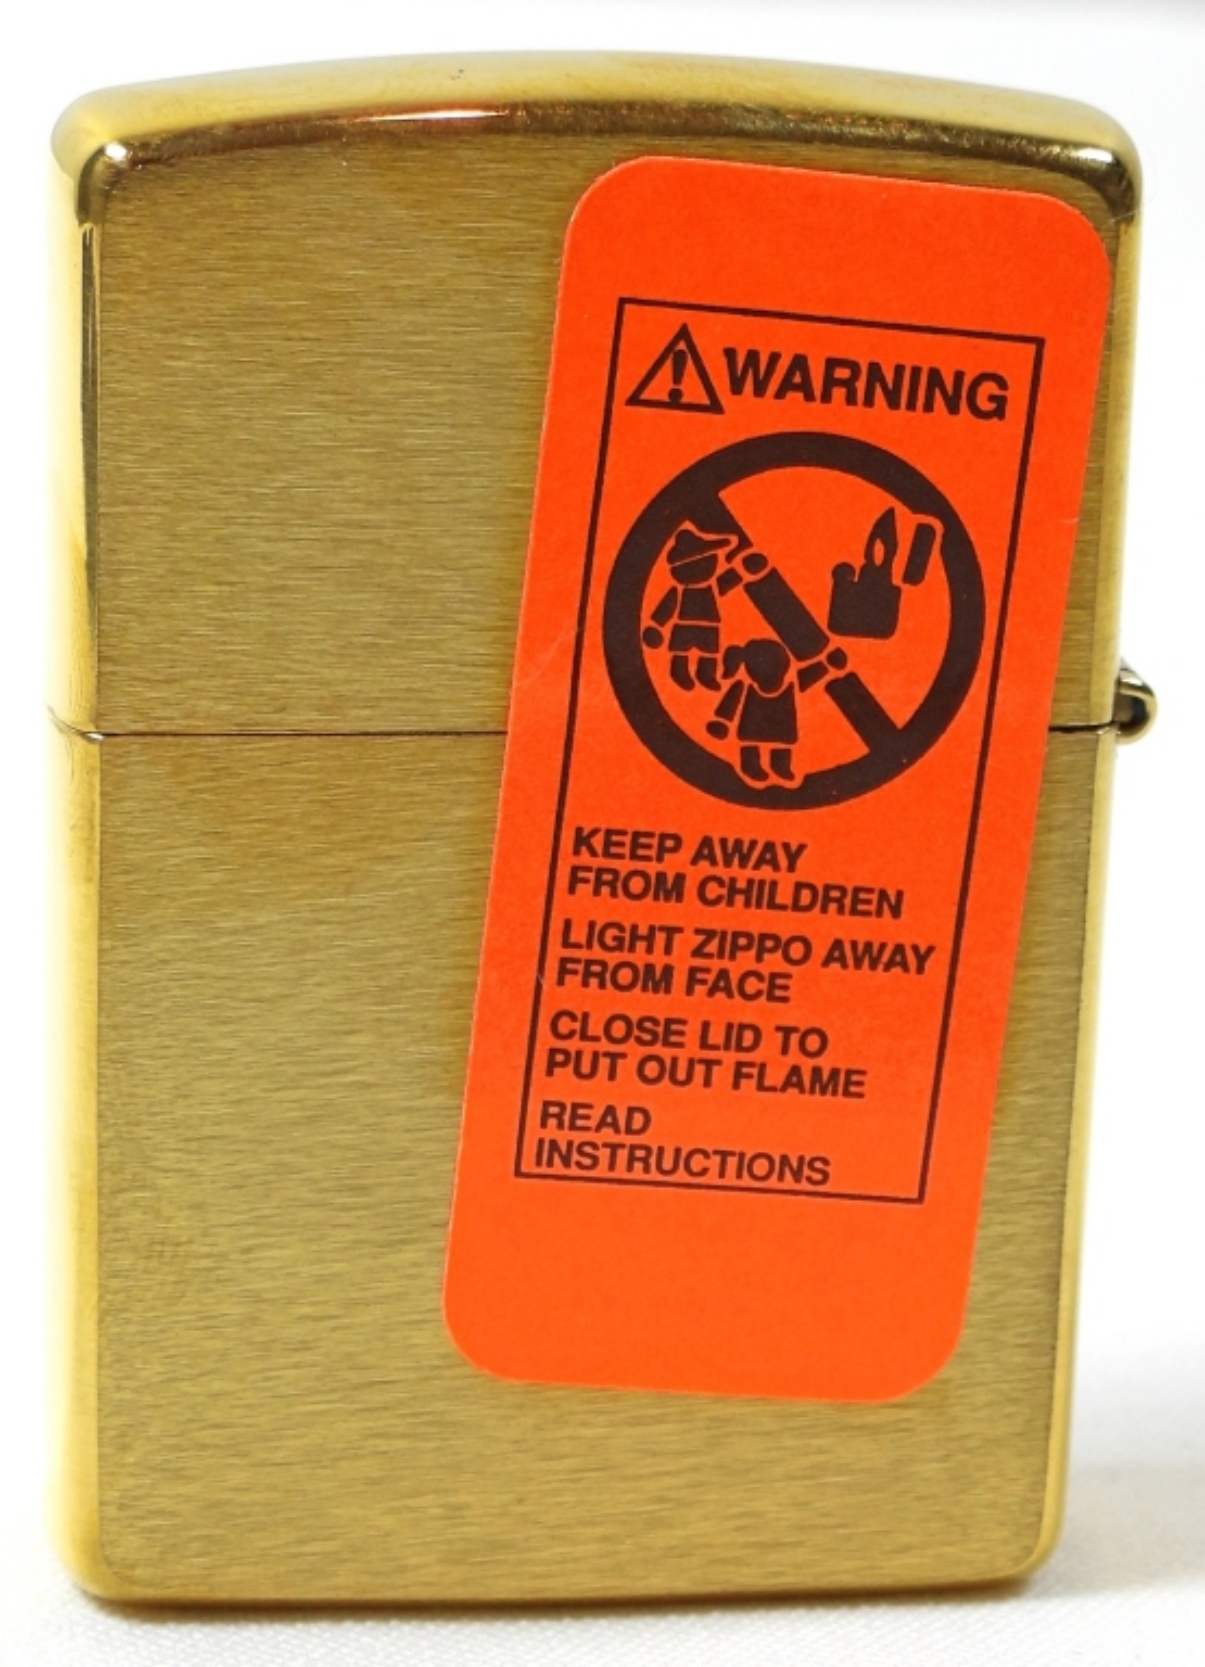 WARNING
KEEP AWAY
FROM CHILDREN
LIGHT ZIPPO AWAY
FROM FACE
CLOSE LID TO
PUT OUT FLAME
READ
INSTRUCTIONS